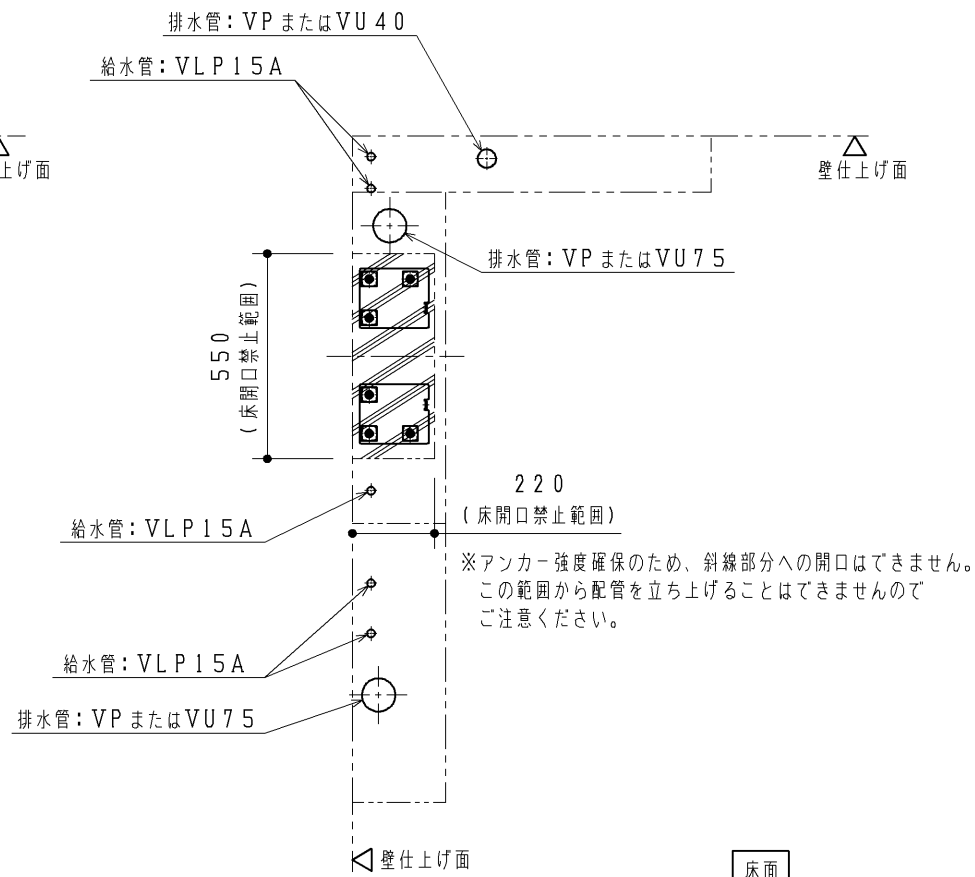 排水管：VPまたはVU40
給水管：VLP15A
上げ面
壁仕上げ面
排水管：VPまたはVU75
550
(床開口禁止範囲)
220
(床開口禁止範囲)
給水管：VLP15A
※アンカー強度確保のため、斜線部分への開口はできません。
この範囲から配管を立ち上げることはできませんので
ご注意ください。
給水管：VLP15A
排水管：VPまたはVU75
壁仕上げ面
床面